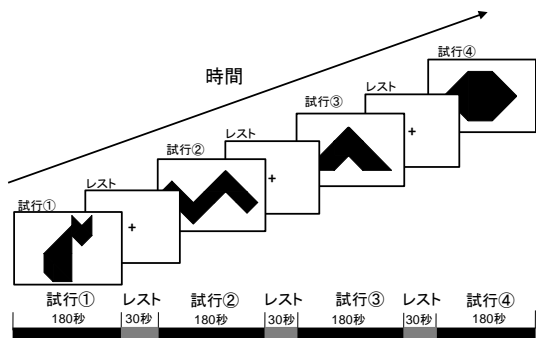 時間
試行①
レスト
+
試行②
レスト
+
試行③
レスト
+
試行④
試行① レスト 試行② レスト 試行③ レスト 試行④
180秒 30秒 180秒 30秒 180秒 30秒 180秒